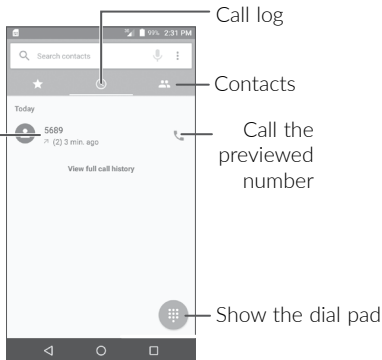 Call log
99% 2:31 PM
Search contacts
Contacts
Today
5689
(2) 3 min. ago
Call the
previewed
number
View full call history
Show the dial pad